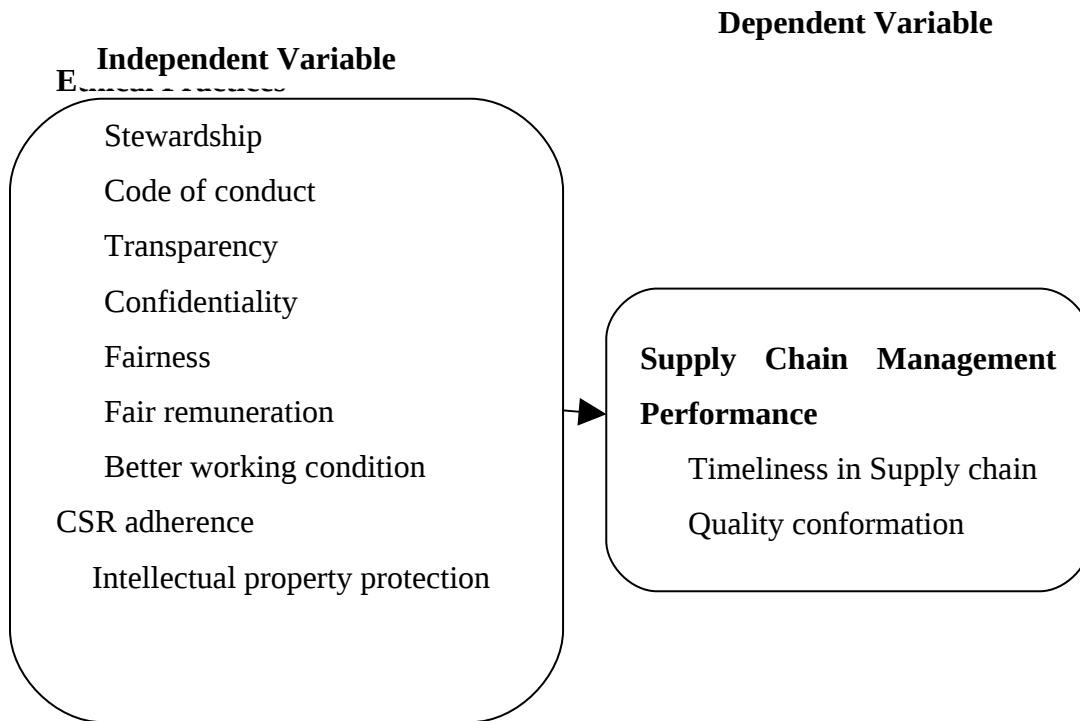 Dependent Variable
Independent Variable
Stewardship
Code of conduct
Transparency
Confidentiality
Fairness
Fair remuneration
Better working condition
CSR adherence
Intellectual property protection
Supply Chain Management
Performance
Timeliness in Supply chain
Quality conformation